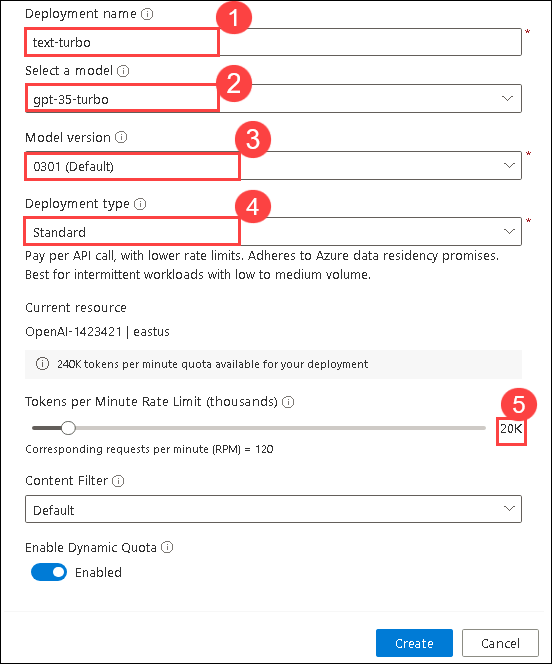 Deployment name
1
text-turbo
*
Select a model
2
gpt-35-turbo
Model version
3
*
0301 (Default)
Deployment type
4
*
Standard
Pay per API call, with lower rate limits. Adheres to Azure data residency promises.
Best for intermittent workloads with low to medium volume.
Current resource
OpenAI-1423421 | eastus
240K tokens per minute quota available for your deployment
Tokens per Minute Rate Limit (thousands)
5
20K
Corresponding requests per minute (RPM) = 120
Content Filter
Default
Enable Dynamic Quota
Enabled
Create
Cancel